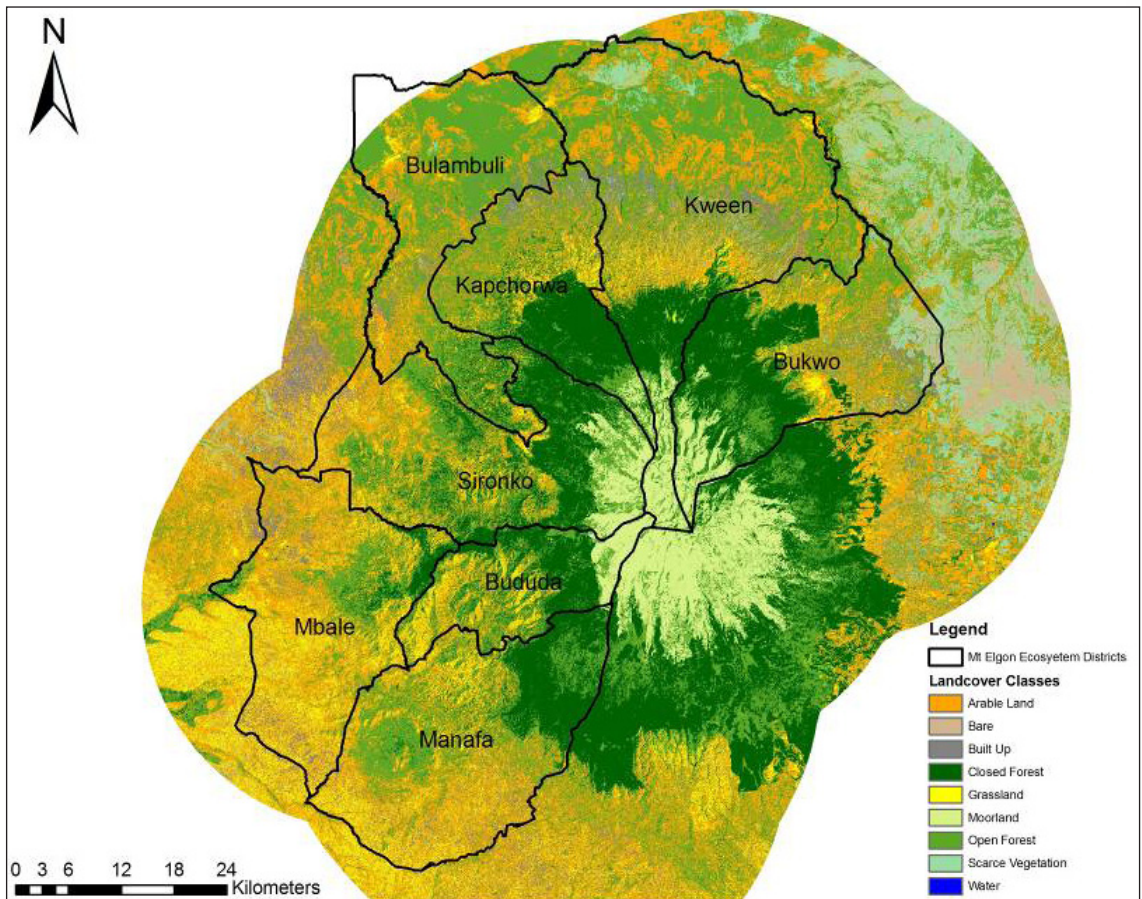 N
Bulambuli
Kween
Kapchorwa
Bukwo
Sironko
Bududa
Mbale
Manafa
Legend
Mt Elgon Ecosyetem Districts
Landcover Classes
Arable Land
Bare
Built Up
Closed Forest
Grassland
Moorland
Open Forest
Scarce Vegetation
Water
0 3 6 12 18 24
Kilometers